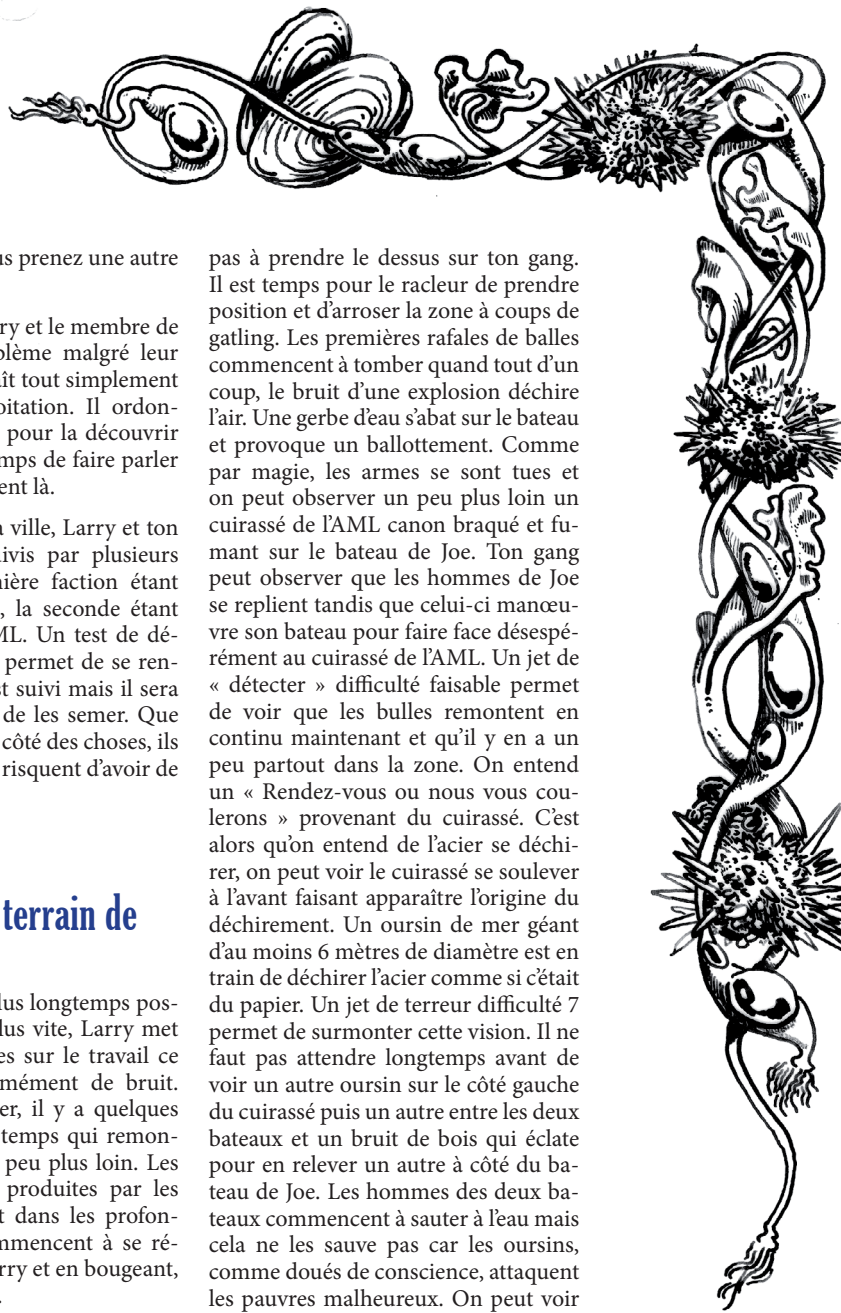 us prenez une autre
ry et le membre de
blème malgré leur
aît tout simplement
oitation. Il ordon-
pour la découvrir
mps de faire parler
ent là.
a ville, Larry et ton
ivis par plusieurs
nière faction étant
, la seconde étant
ML. Un test de dé-
permet de se ren-
st suivi mais il sera
de les semer. Que
côté des choses, ils
risquent d'avoir de
terrain de
lus longtemps pos-
lus vite, Larry met
es sur le travail ce
mément de bruit.
er, il y a quelques
temps qui remon-
peu plus loin. Les
produites par les
t dans les profon-
mmencent à se ré-
rry et en bougeant,
.
pas à prendre le dessus sur ton gang.
Il est temps pour le racleur de prendre
position et d'arroser la zone à coups de
gatling. Les premières rafales de balles
commencent à tomber quand tout d'un
coup, le bruit d'une explosion déchire
l'air. Une gerbe d'eau s'abat sur le bateau
et provoque un ballottement. Comme
par magie, les armes se sont tues et
on peut observer un peu plus loin un
cuirassé de l'AML canon braqué et fu-
mant sur le bateau de Joe. Ton gang
peut observer que les hommes de Joe
se replient tandis que celui-ci manœu-
vre son bateau pour faire face désespé-
rément au cuirassé de l'AML. Un jet de
« détecter » difficulté faisable permet
de voir que les bulles remontent en
continu maintenant et qu'il y en a un
peu partout dans la zone. On entend
un « Rendez-vous ou nous vous cou-
lerons » provenant du cuirassé. C'est
alors qu'on entend de l'acier se déchi-
rer, on peut voir le cuirassé se soulever
à l'avant faisant apparaître l'origine du
déchirement. Un oursin de mer géant
d'au moins 6 mètres de diamètre est en
train de déchirer l'acier comme si c'était
du papier. Un jet de terreur difficulté 7
permet de surmonter cette vision. Il ne
faut pas attendre longtemps avant de
voir un autre oursin sur le côté gauche
du cuirassé puis un autre entre les deux
bateaux et un bruit de bois qui éclate
pour en relever un autre à côté du ba-
teau de Joe. Les hommes des deux ba-
teaux commencent à sauter à l'eau mais
cela ne les sauve pas car les oursins,
comme doués de conscience, attaquent
les pauvres malheureux. On peut voir